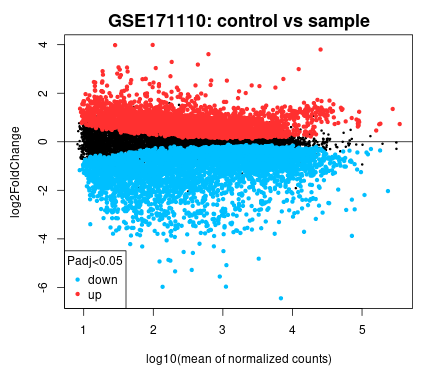 GSE171110: control vs sample
log2FoldChange
4
2
0
-2
-4
-6
Padj<0.05
down
up
1 2 3 4 5
log10(mean of normalized counts)